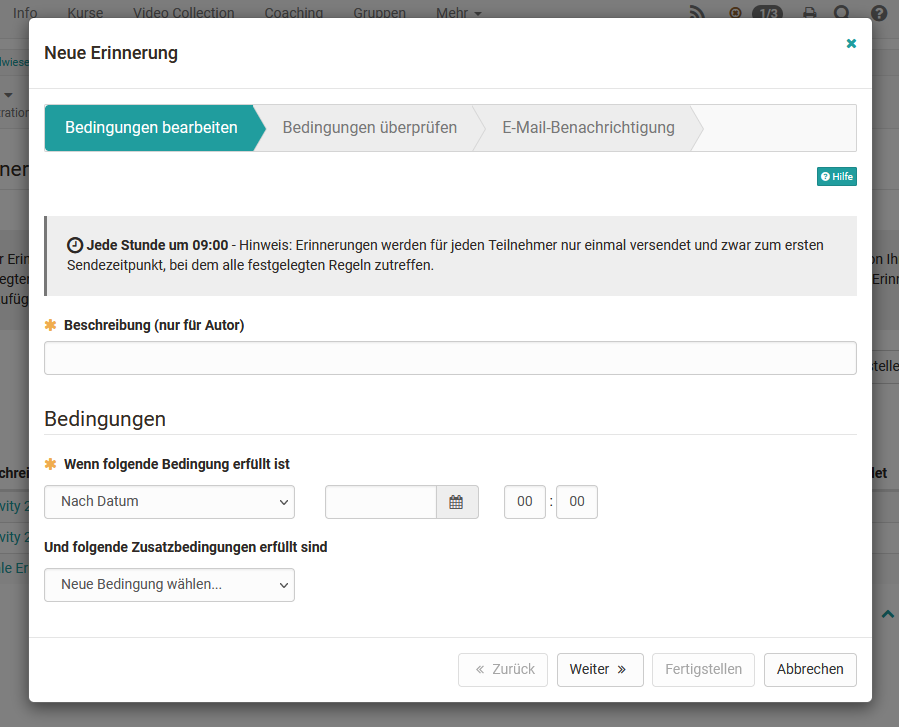 Info Kurse Video Collection Coaching Gruppen Mehr
1/3
Neue Erinnerung
Bedingungen bearbeiten Bedingungen überprüfen E-Mail-Benachrichtigung
Hilfe
Jede Stunde um 09:00 - Hinweis: Erinnerungen werden für jeden Teilnehmer nur einmal versendet und zwar zum ersten
Sendezeitpunkt, bei dem alle festgelegten Regeln zutreffen.
Beschreibung (nur für Autor)
Bedingungen
Wenn folgende Bedingung erfüllt ist
Nach Datum 00 : 00
Und folgende Zusatzbedingungen erfüllt sind
Neue Bedingung wählen...
« Zurück Weiter » Fertigstellen Abbrechen